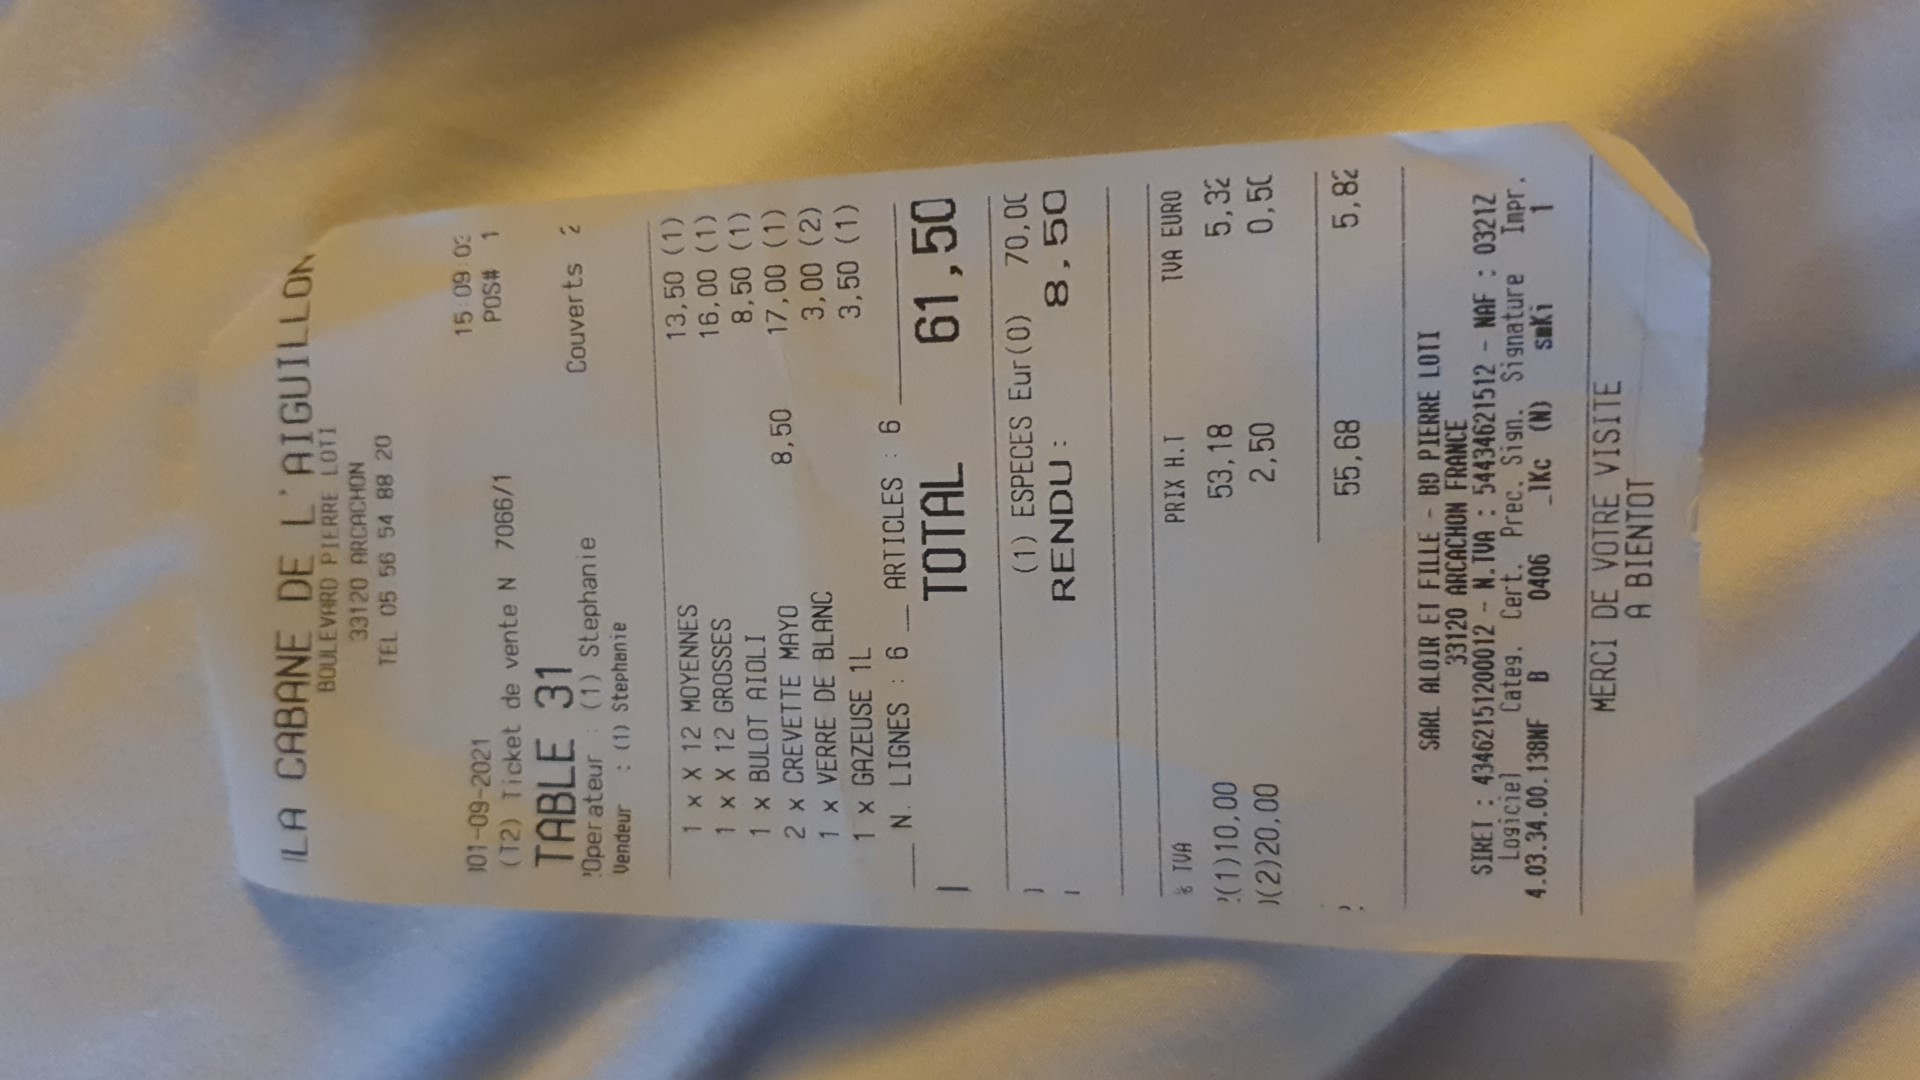 LA CABANE DE L'AIGUILLON
BOULEVARD PIERRE LOTI
33120 ARCACHON
TEL 05 56 54 88 20
01-09-2021 15:09:03
(T2) Ticket de vente N 7066/1 POS# 1
TABLE 31
Operateur : (1) Stephanie Couverts 2
Vendeur : (1) Stephanie
1 x X 12 MOYENNES 13,50 (1)
1 x X 12 GROSSES 16,00 (1)
1 x BULOT AIOLI 8,50 (1)
2 x CREVETTE MAYO 8,50 17,00 (1)
1 x VERRE DE BLANC 3,00 (2)
1 x GAZEUSE 1L 3,50 (1)
N. LIGNES : 6 __ ARTICLES : 6
TOTAL 61,50
(1) ESPECES Eur(0) 70,00
RENDU : 8,50
% TVA PRIX H.T TVA EURO
(1)10,00 53,18 5,32
(2)20,00 2,50 0,50
55,68 5,82
SARL ALOIR ET FILLE - BD PIERRE LOTI
33120 ARCACHON FRANCE
SIRET : 43462151200012 - N.TVA : 54434621512 - NAF : 0321Z
Logiciel Categ. Cert. Prec. Sign. Signature Impr.
4.03.34.00.138NF B 0406 _lKc (N) smKi 1
MERCI DE VOTRE VISITE
A BIENTOT